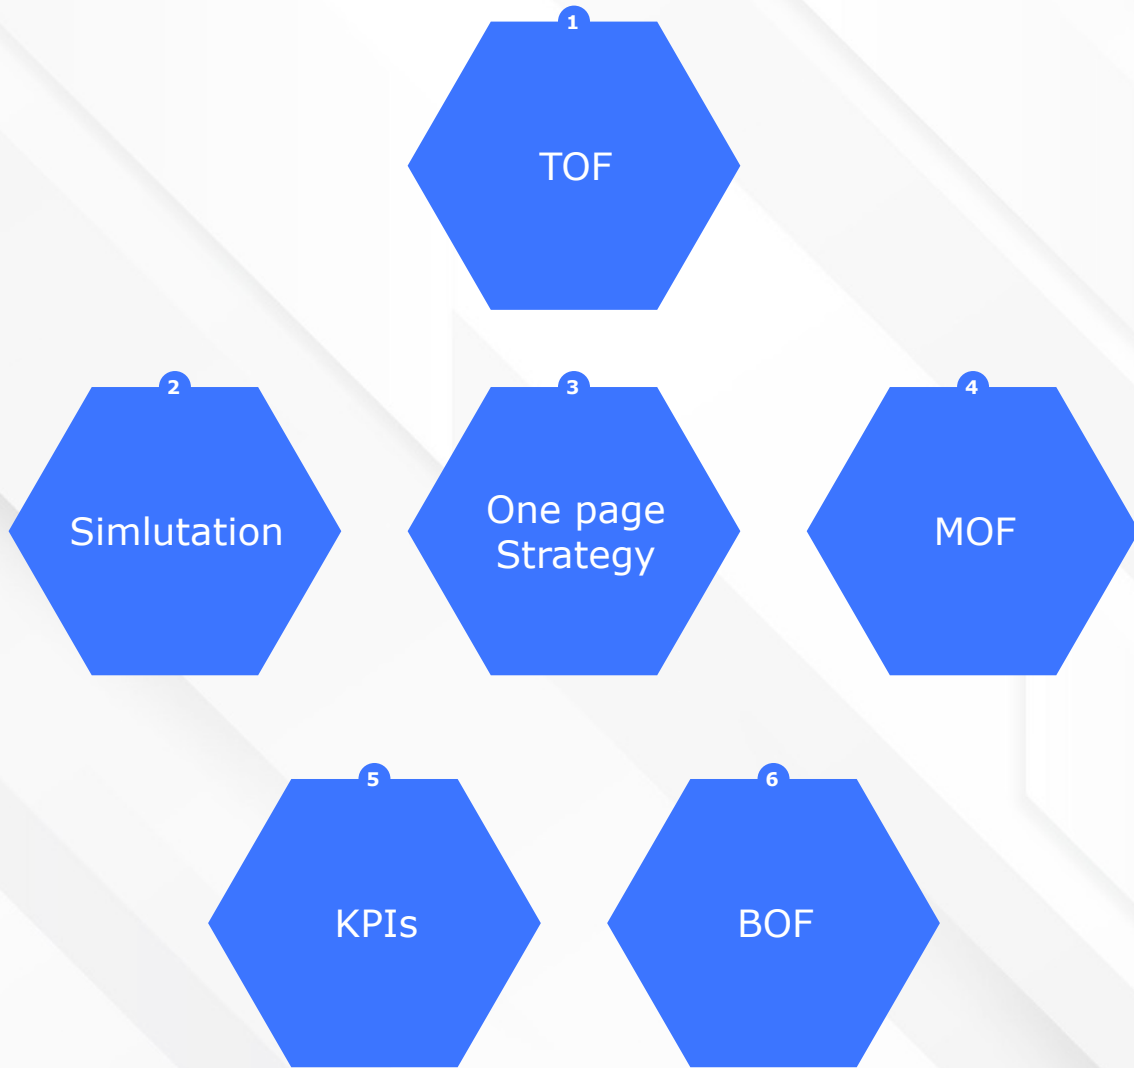 1
TOF
2
Simlutation
3
One page
Strategy
4
MOF
5
KPIs
6
BOF